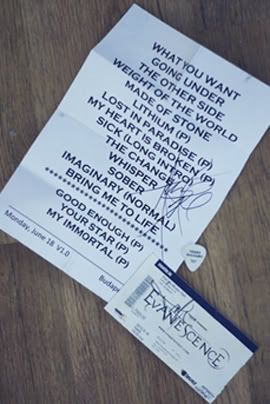 WHAT YOU WANT
GOING UNDER
THE OTHER SIDE
WEIGHT OF THE WORLD
MADE OF STONE
LITHIUM (P)
LOST IN PARADISE (P)
MY HEART IS BROKEN (P)
SICK (LONG INTRO)
THE CHANGE
WHISPER
SOBER
IMAGINARY (NORMAL)
BRING ME TO LIFE
********************
GOOD ENOUGH (P)
YOUR STAR (P)
MY IMMORTAL (P)
Monday, June 18 V1.0
Budap
EVANESCENCE